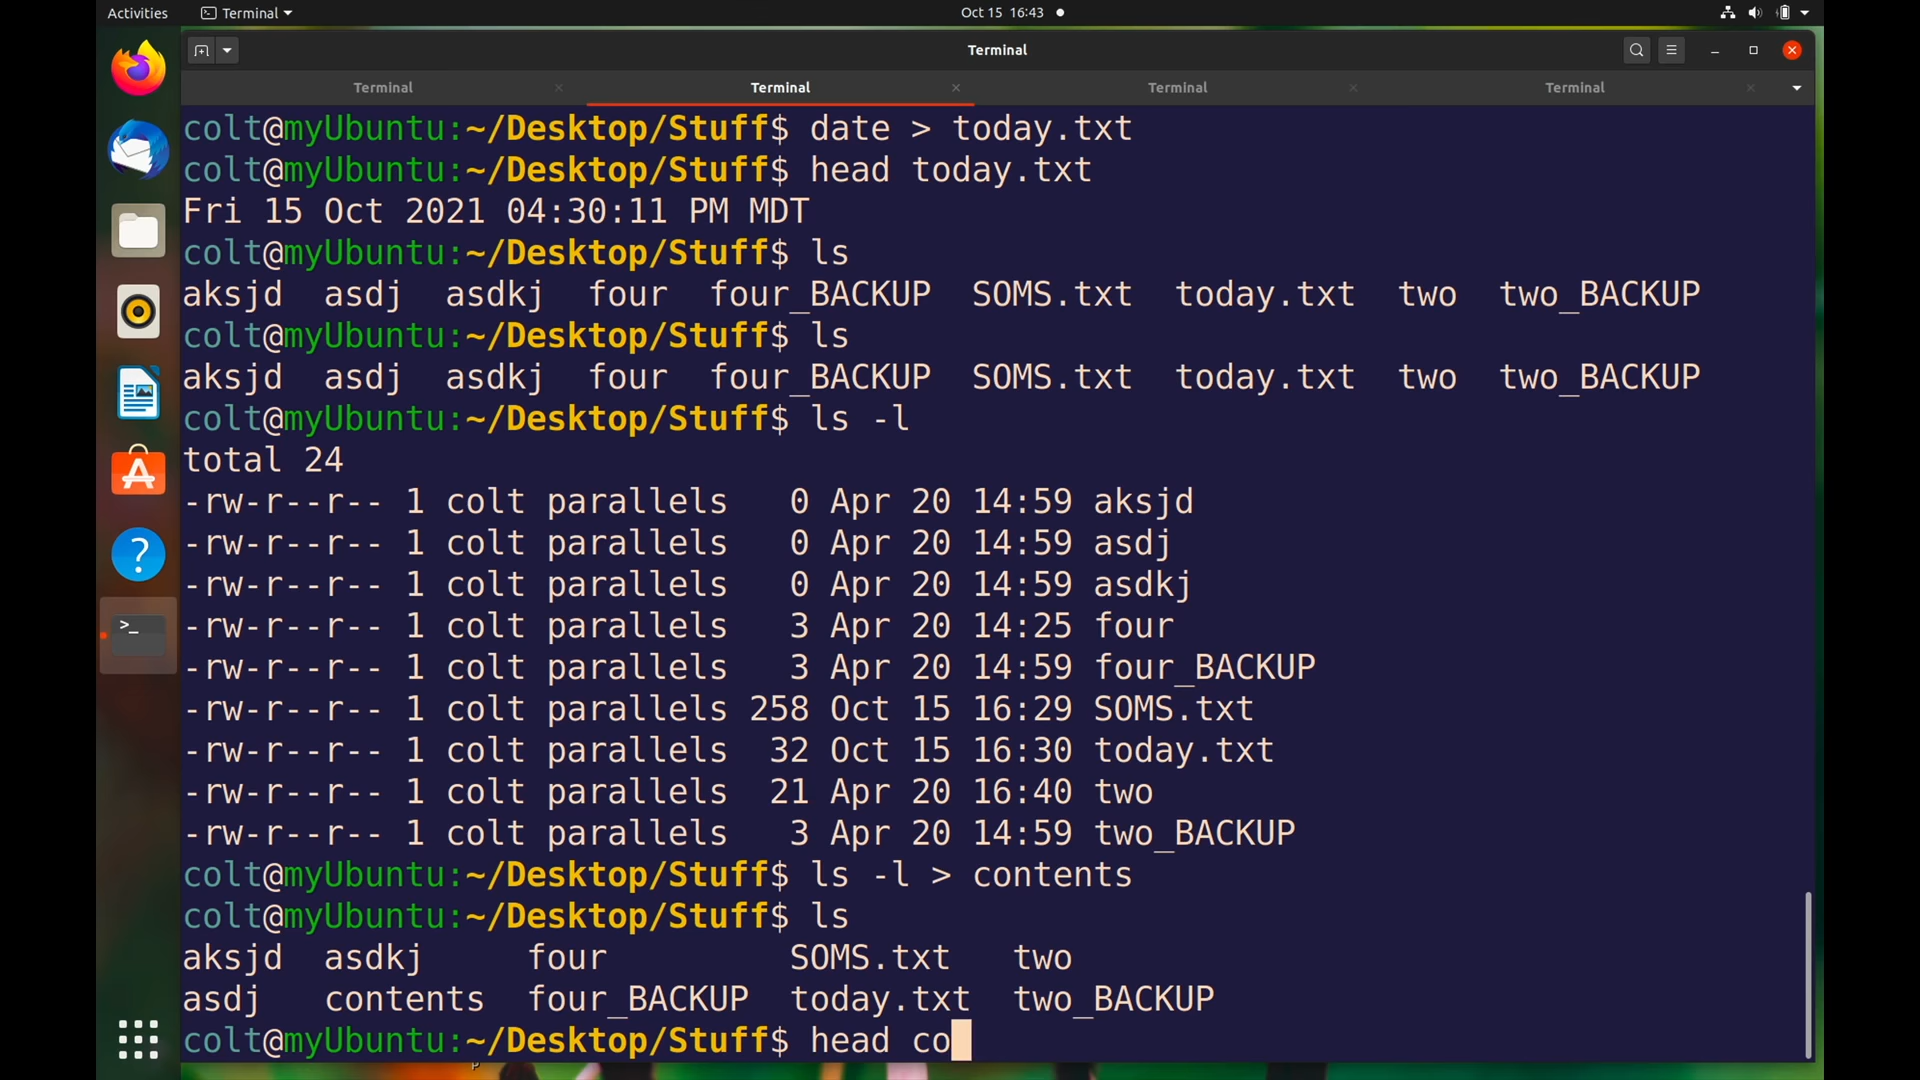 Activities Terminal Oct 15 16:43
Terminal
Terminal Terminal Terminal Terminal
colt@myUbuntu:~/Desktop/Stuff$ date > today.txt
colt@myUbuntu:~/Desktop/Stuff$ head today.txt
Fri 15 Oct 2021 04:30:11 PM MDT
colt@myUbuntu:~/Desktop/Stuff$ ls
aksjd  asdj  asdkj  four  four_BACKUP  SOMS.txt  today.txt  two  two_BACKUP
colt@myUbuntu:~/Desktop/Stuff$ ls
aksjd  asdj  asdkj  four  four_BACKUP  SOMS.txt  today.txt  two  two_BACKUP
colt@myUbuntu:~/Desktop/Stuff$ ls -l
total 24
-rw-r--r-- 1 colt parallels   0 Apr 20 14:59 aksjd
-rw-r--r-- 1 colt parallels   0 Apr 20 14:59 asdj
-rw-r--r-- 1 colt parallels   0 Apr 20 14:59 asdkj
-rw-r--r-- 1 colt parallels   3 Apr 20 14:25 four
-rw-r--r-- 1 colt parallels   3 Apr 20 14:59 four_BACKUP
-rw-r--r-- 1 colt parallels 258 Oct 15 16:29 SOMS.txt
-rw-r--r-- 1 colt parallels  32 Oct 15 16:30 today.txt
-rw-r--r-- 1 colt parallels  21 Apr 20 16:40 two
-rw-r--r-- 1 colt parallels   3 Apr 20 14:59 two_BACKUP
colt@myUbuntu:~/Desktop/Stuff$ ls -l > contents
colt@myUbuntu:~/Desktop/Stuff$ ls
aksjd  asdkj     four         SOMS.txt   two
asdj   contents  four_BACKUP  today.txt  two_BACKUP
colt@myUbuntu:~/Desktop/Stuff$ head co